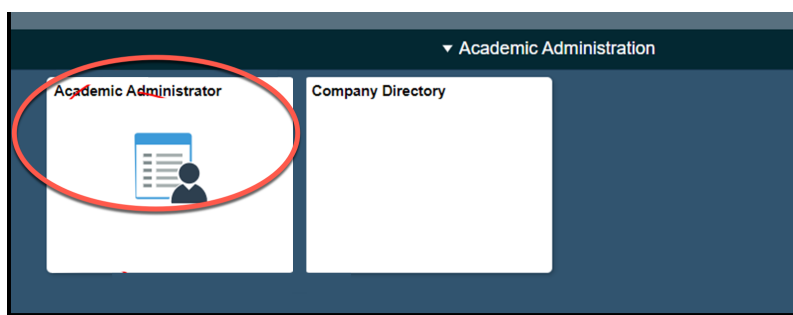 Academic Administration
Academic Administrator
Company Directory